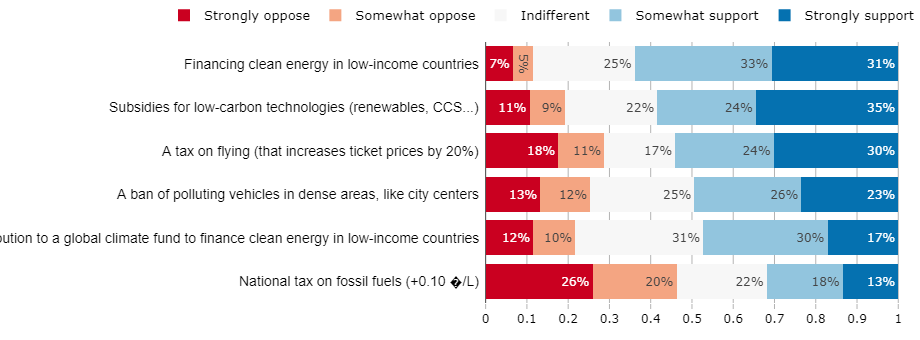 Strongly oppose Somewhat oppose Indifferent Somewhat support Strongly support
Financing clean energy in low-income countries 7% 5% 25% 33% 31%
Subsidies for low-carbon technologies (renewables, CCS...) 11% 9% 22% 24% 35%
A tax on flying (that increases ticket prices by 20%) 18% 11% 17% 24% 30%
A ban of polluting vehicles in dense areas, like city centers 13% 12% 25% 26% 23%
to a global climate fund to finance clean energy in low-income countries 12% 10% 31% 30% 17%
National tax on fossil fuels (+0.10 �/L) 26% 20% 22% 18% 13%
0 0.1 0.2 0.3 0.4 0.5 0.6 0.7 0.8 0.9 1